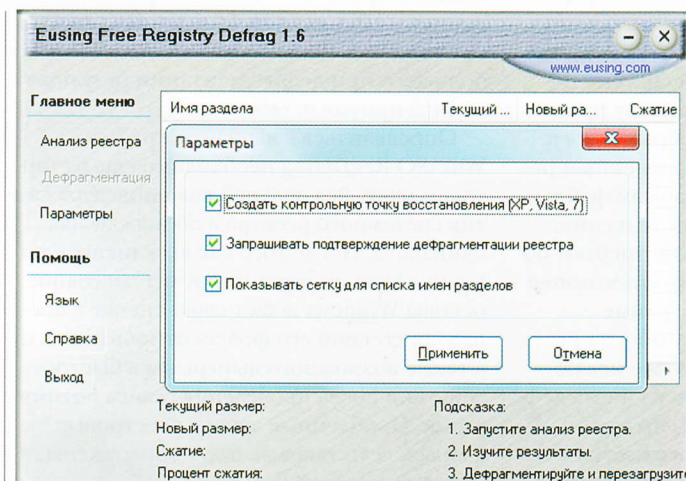 Eusing Free Registry Defrag 1.6
www.eusing.com
Главное меню
Анализ реестра
Дефрагментация
Параметры
Помощь
Язык
Справка
Выход
Имя раздела Текущий ... Новый ра... Сжатие
Параметры
Создать контрольную точку восстановления (XP, Vista, 7)
Запрашивать подтверждение дефрагментации реестра
Показывать сетку для списка имен разделов
Применить Отмена
Текущий размер:
Новый размер:
Сжатие:
Процент сжатия:
Подсказка:
1. Запустите анализ реестра.
2. Изучите результаты.
3. Дефрагментируйте и перезагрузите